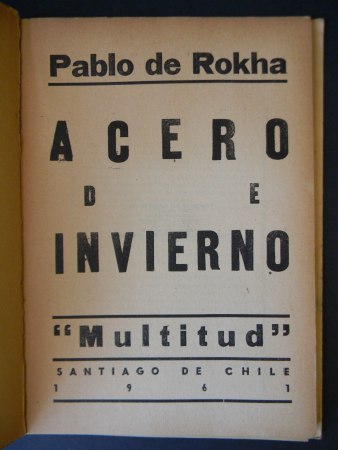 Pablo de Rokha
ACERO
DE
INVIERNO
"Multitud"
SANTIAGO DE CHILE
1961